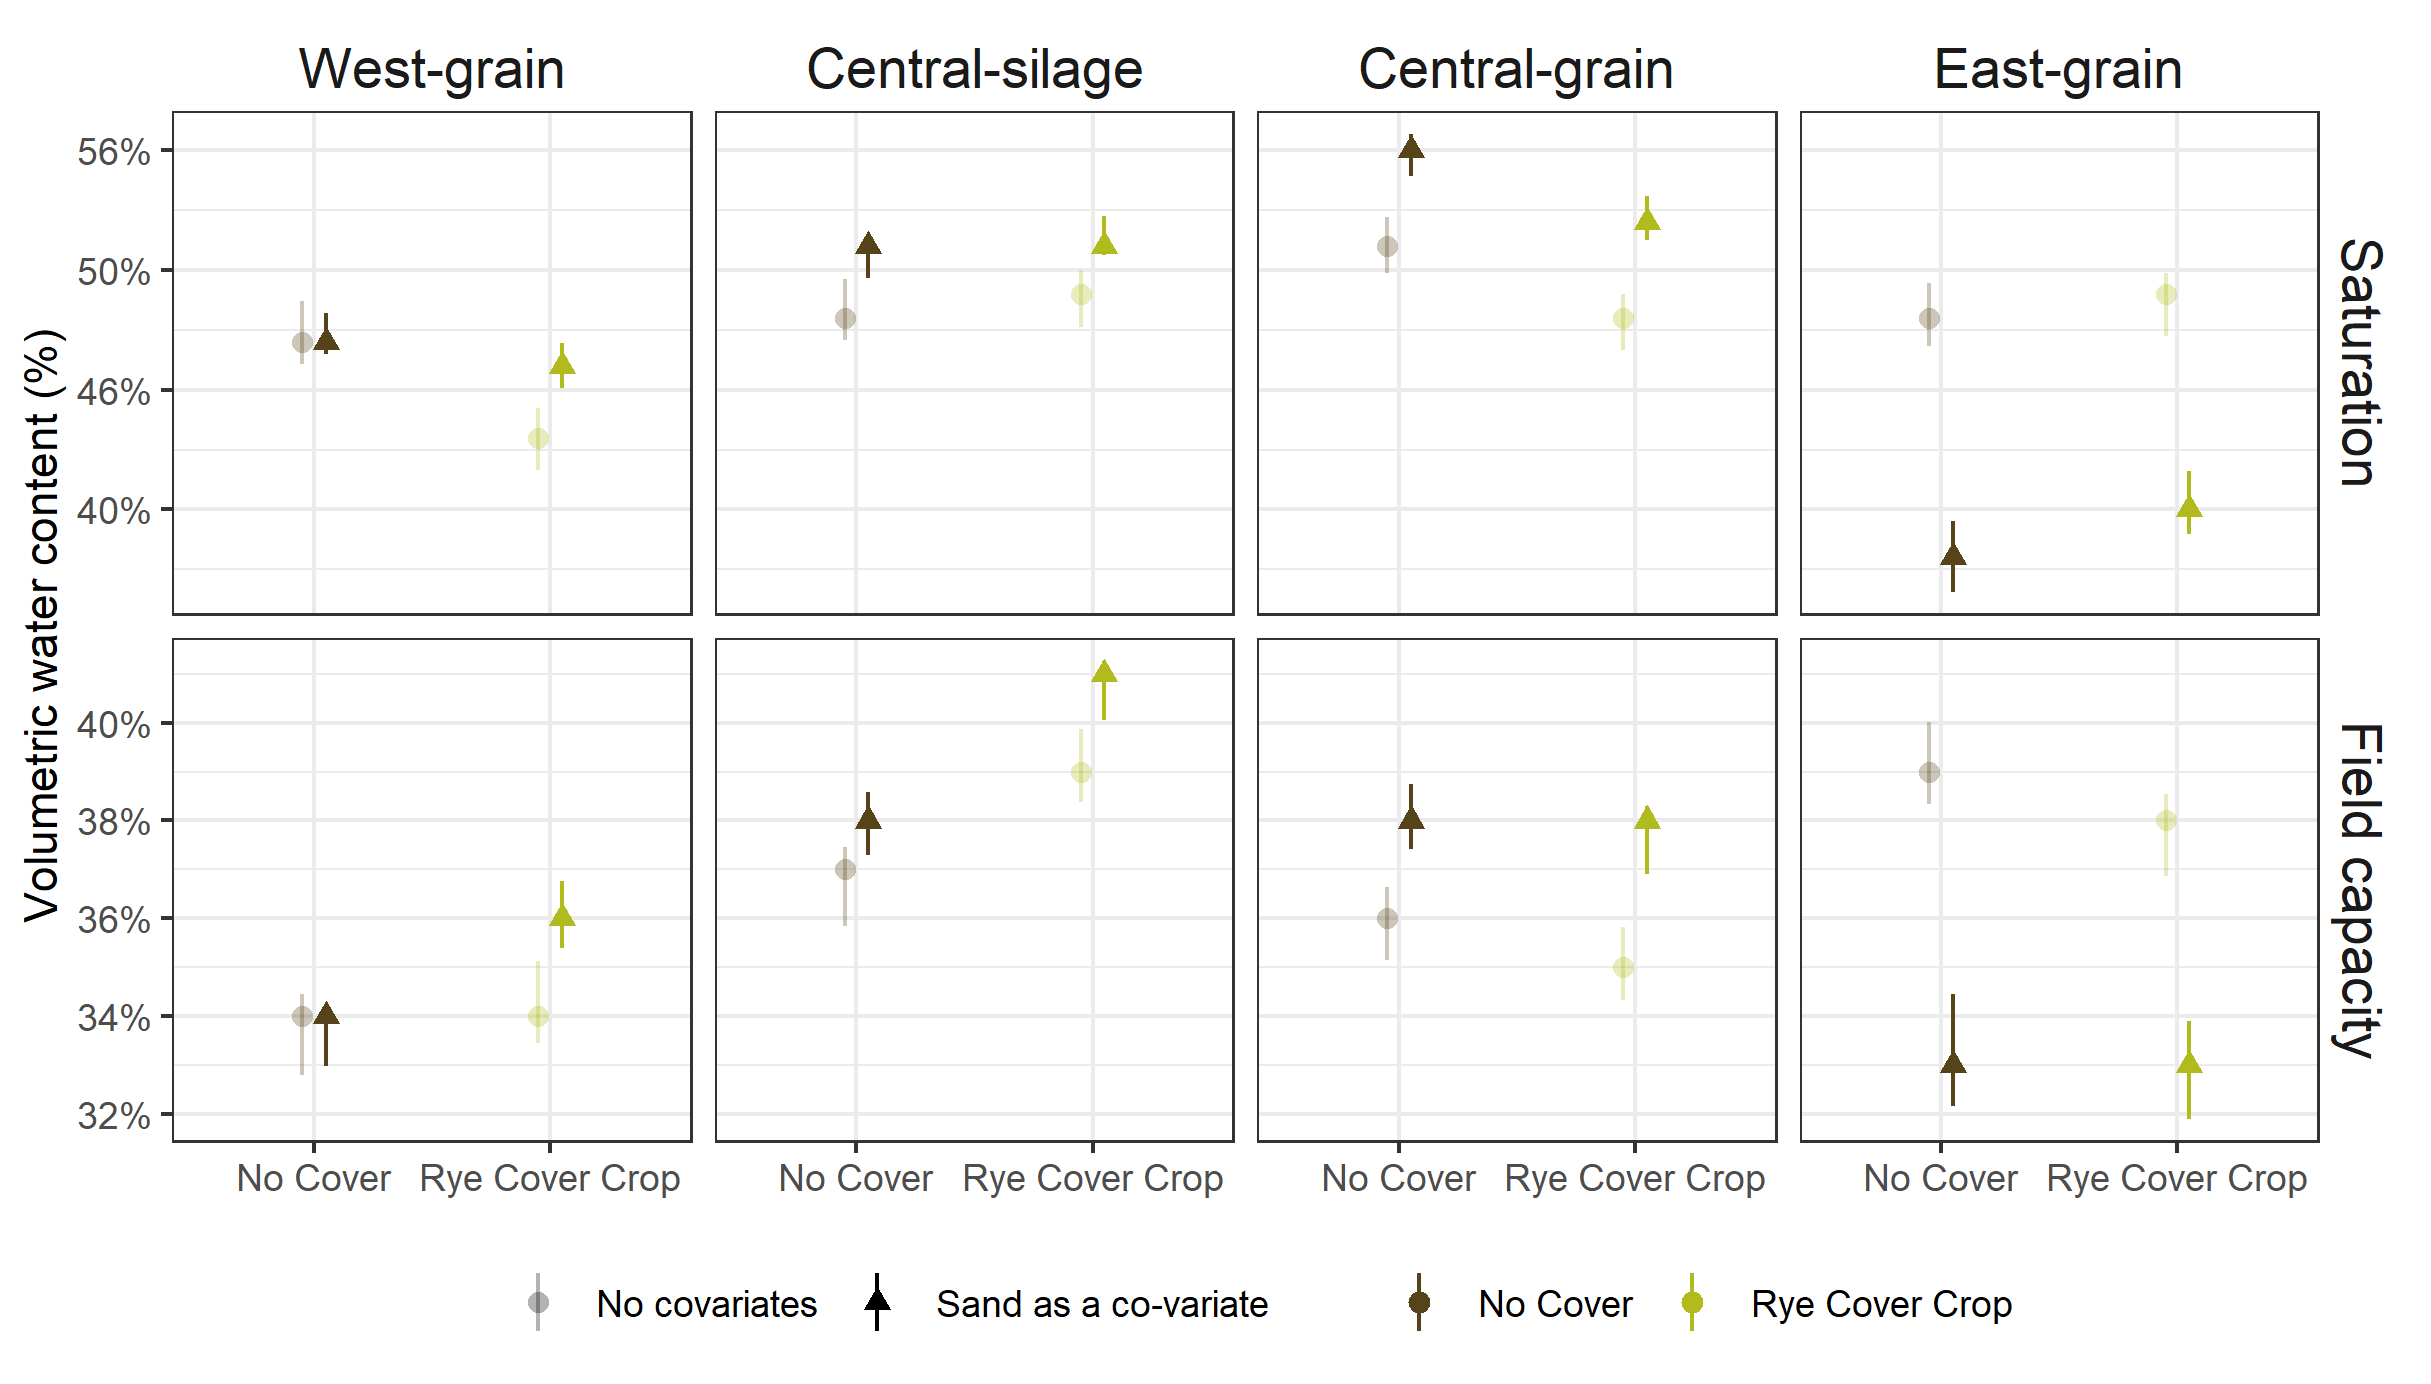 West-grain
Central-silage
Central-grain
East-grain
Volumetric water content (%)
56%
50%
46%
40%
Saturation
40%
38%
36%
34%
32%
Field capacity
No Cover
Rye Cover Crop
No Cover
Rye Cover Crop
No Cover
Rye Cover Crop
No Cover
Rye Cover Crop
No covariates
Sand as a co-variate
No Cover
Rye Cover Crop